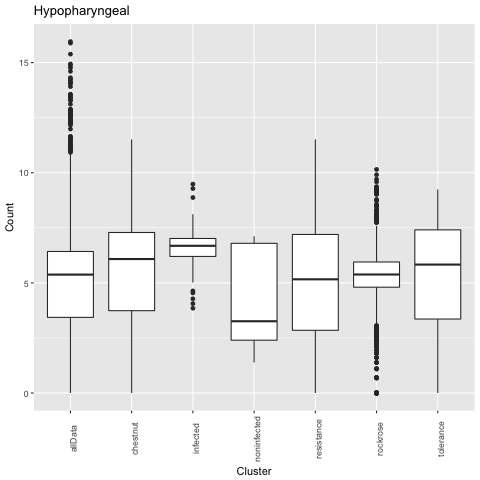 Hypopharyngeal
Count
15
10
5
0
allData
chestnut
infected
noninfected
resistance
rockrose
tolerance
Cluster